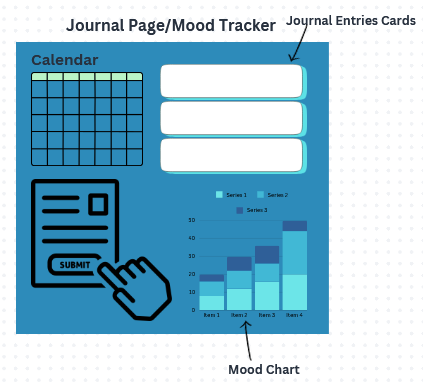 Journal Page/Mood Tracker
Journal Entries Cards
Calendar
SUBMIT
Series 1 Series 2
Series 3
50
40
30
20
10
0
Item 1 Item 2 Item 3 Item 4
Mood Chart